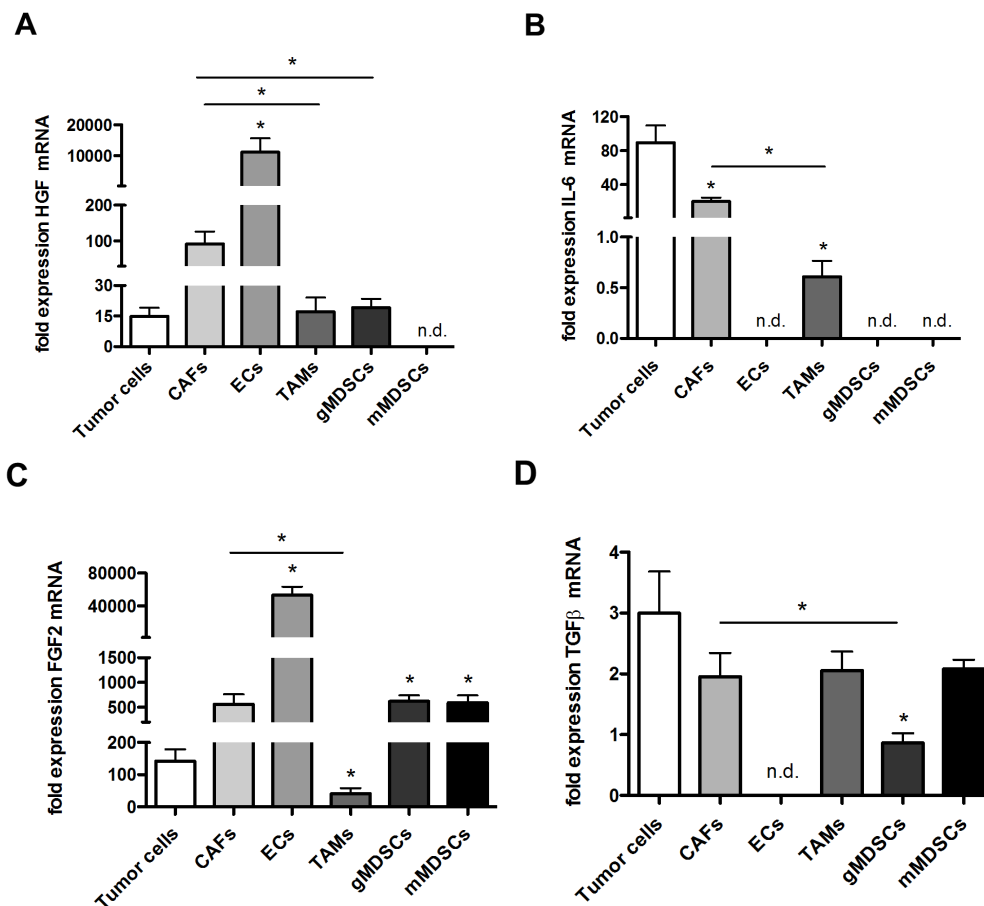 A
fold expression HGF mRNA
*
*
*
20000
10000
200
100
30
15
0
n.d.
Tumor cells
CAFs
ECs
TAMs
gMDSCs
mMDSCs
B
fold expression IL-6 mRNA
120
80
40
1.0
0.5
0.0
*
*
*
n.d.
n.d.
n.d.
Tumor cells
CAFs
ECs
TAMs
gMDSCs
mMDSCs
C
fold expression FGF2 mRNA
*
*
80000
40000
1500
1000
500
200
100
0
*
*
*
Tumor cells
CAFs
ECs
TAMs
gMDSCs
mMDSCs
D
fold expression TGFβ mRNA
4
3
2
1
0
*
*
n.d.
Tumor cells
CAFs
ECs
TAMs
gMDSCs
mMDSCs